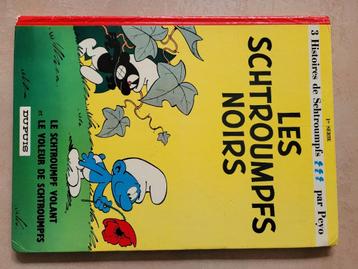 3 Histoires de Schtroumpfs par Peyo
1e SÉRIE
LES
SCHTROUMPFS
NOIRS
LE SCHTROUMPF VOLANT
et LE VOLEUR DE SCHTROUMPFS
DUPUIS